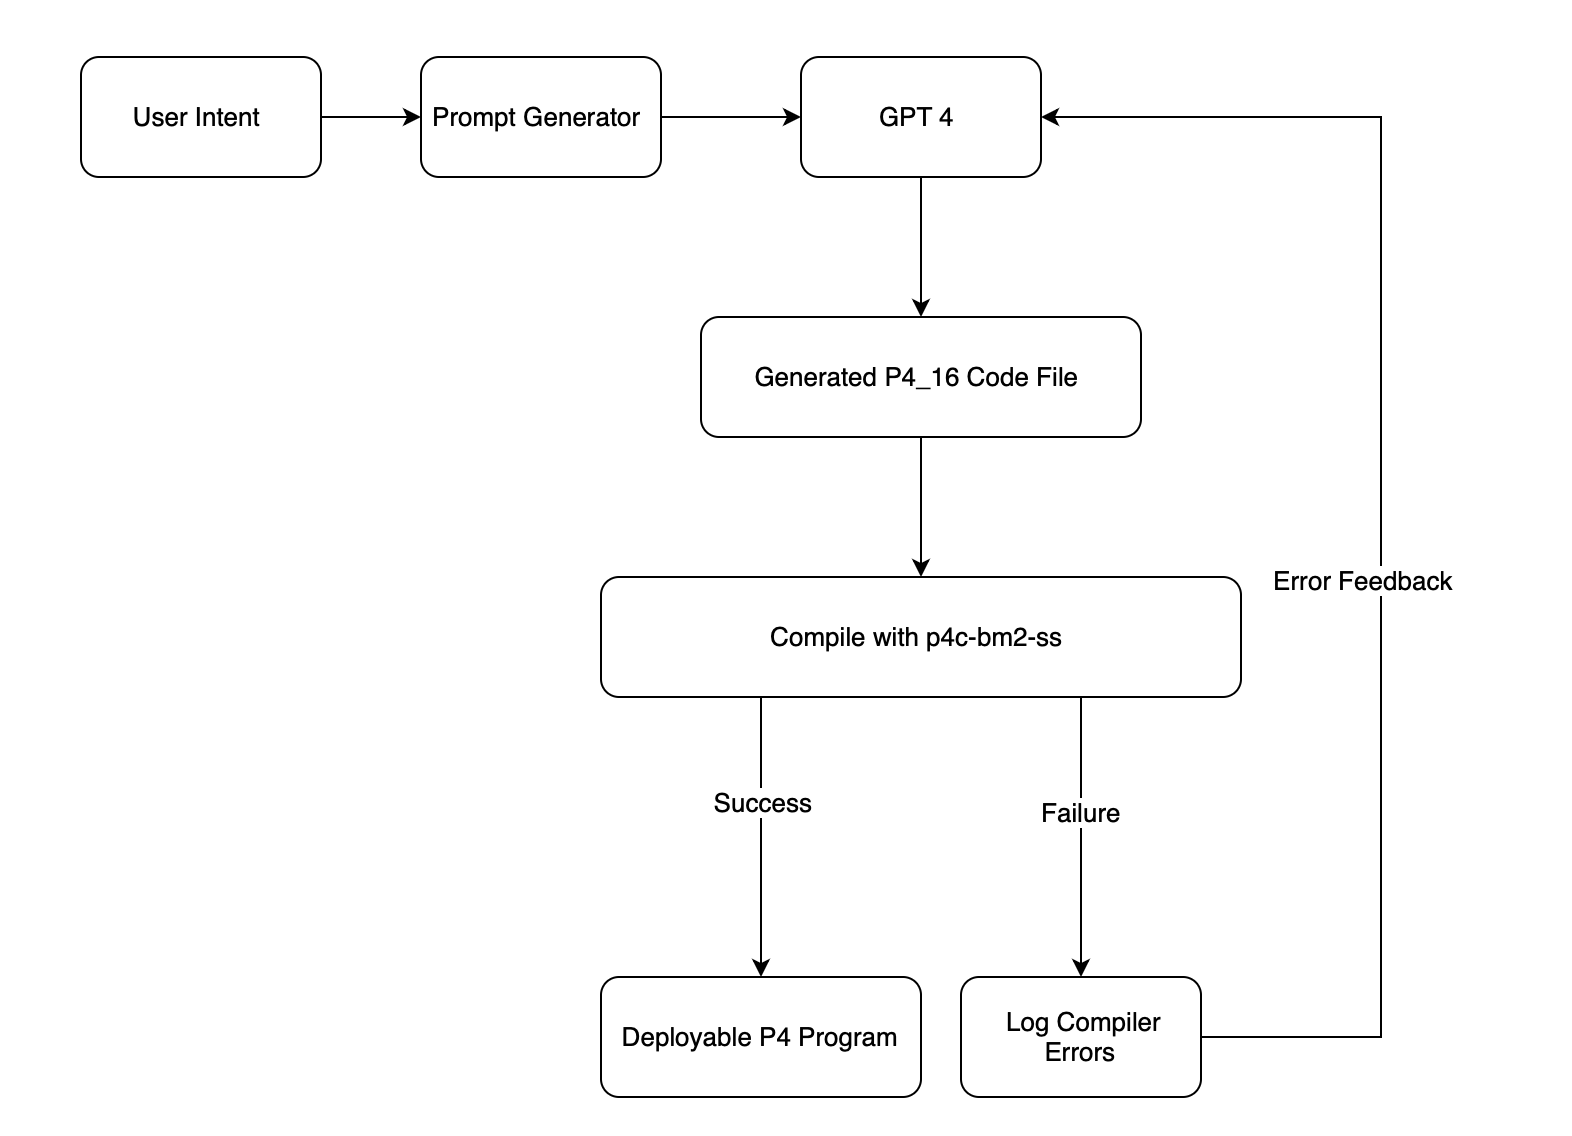 User Intent
Prompt Generator
GPT 4
Generated P4_16 Code File
Compile with p4c-bm2-ss
Error Feedback
Success
Failure
Deployable P4 Program
Log Compiler
Errors